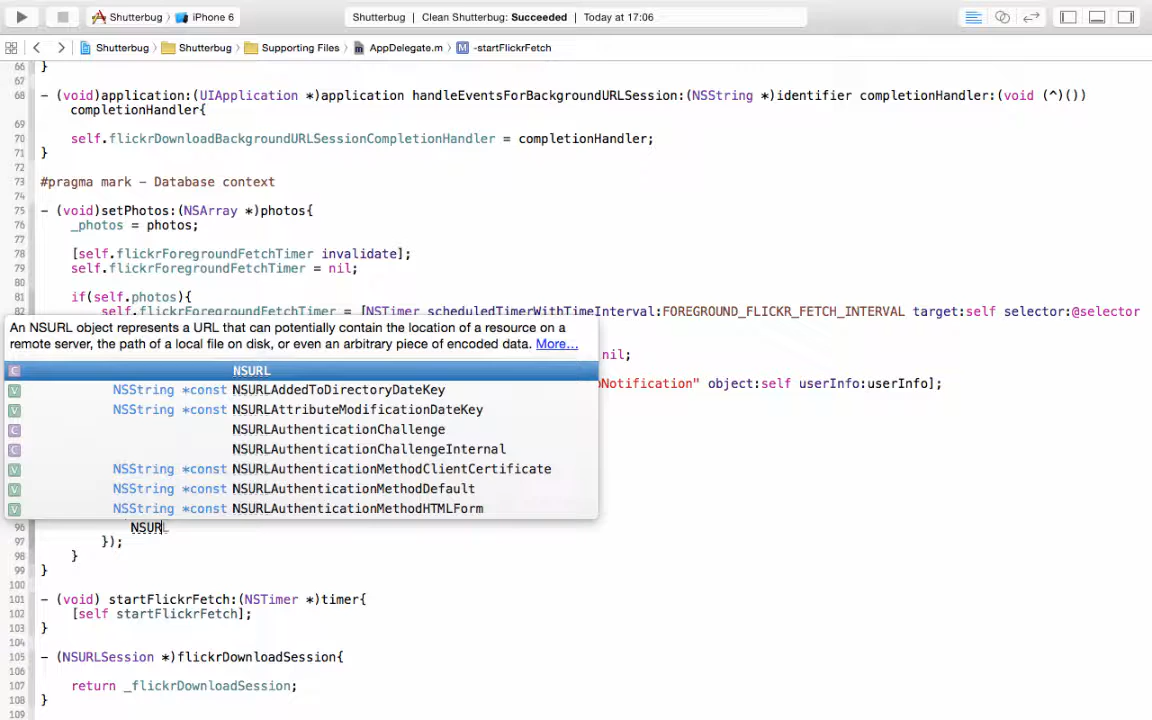 Shutterbug 〉 iPhone 6
Shutterbug | Clean Shutterbug: Succeeded | Today at 17:06
Shutterbug 〉 Shutterbug 〉 Supporting Files 〉 AppDelegate.m 〉 M -startFlickrFetch
66 }
67
68 - (void)application:(UIApplication *)application handleEventsForBackgroundURLSession:(NSString *)identifier completionHandler:(void (^)())
completionHandler{
69
70 self.flickrDownloadBackgroundURLSessionCompletionHandler = completionHandler;
71 }
72
73 #pragma mark - Database context
74
75 - (void)setPhotos:(NSArray *)photos{
76 _photos = photos;
77
78 [self.flickrForegroundFetchTimer invalidate];
79 self.flickrForegroundFetchTimer = nil;
80
81 if(self.photos){
82 self.flickrForegroundFetchTimer = [NSTimer scheduledTimerWithTimeInterval:FOREGROUND_FLICKR_FETCH_INTERVAL target:self selector:@selector
An NSURL object represents a URL that can potentially contain the location of a resource on a
remote server, the path of a local file on disk, or even an arbitrary piece of encoded data. More...
nil;
C NSURL
Notification" object:self userInfo:userInfo];
V NSString *const NSURLAddedToDirectoryDateKey
V NSString *const NSURLAttributeModificationDateKey
C NSURLAuthenticationChallenge
C NSURLAuthenticationChallengeInternal
V NSString *const NSURLAuthenticationMethodClientCertificate
V NSString *const NSURLAuthenticationMethodDefault
V NSString *const NSURLAuthenticationMethodHTMLForm
96 NSURL
97 });
98 }
99 }
100
101 - (void) startFlickrFetch:(NSTimer *)timer{
102 [self startFlickrFetch];
103 }
104
105 - (NSURLSession *)flickrDownloadSession{
106
107 return _flickrDownloadSession;
108 }
109